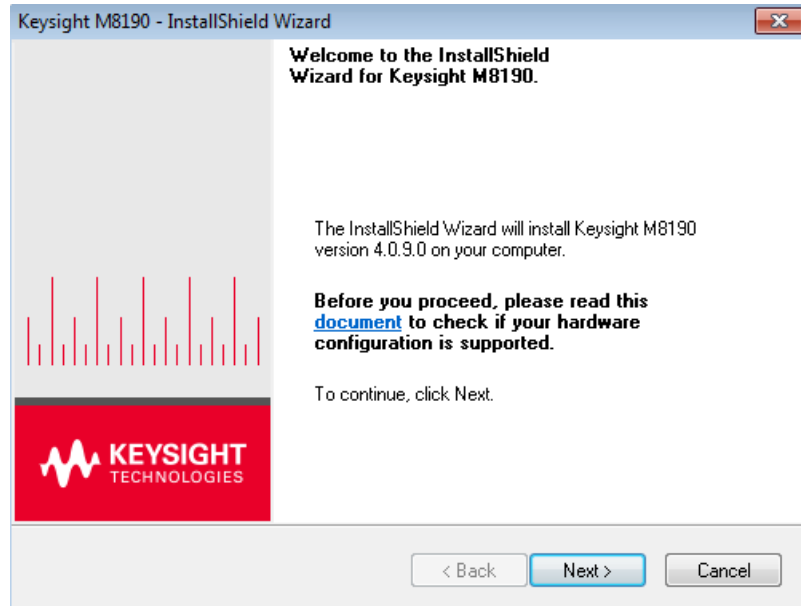 Keysight M8190 - InstallShield Wizard
Welcome to the InstallShield
Wizard for Keysight M8190.
The InstallShield Wizard will install Keysight M8190
version 4.0.9.0 on your computer.
Before you proceed, please read this
document to check if your hardware
configuration is supported.
To continue, click Next.
KEYSIGHT
TECHNOLOGIES
< Back
Next >
Cancel